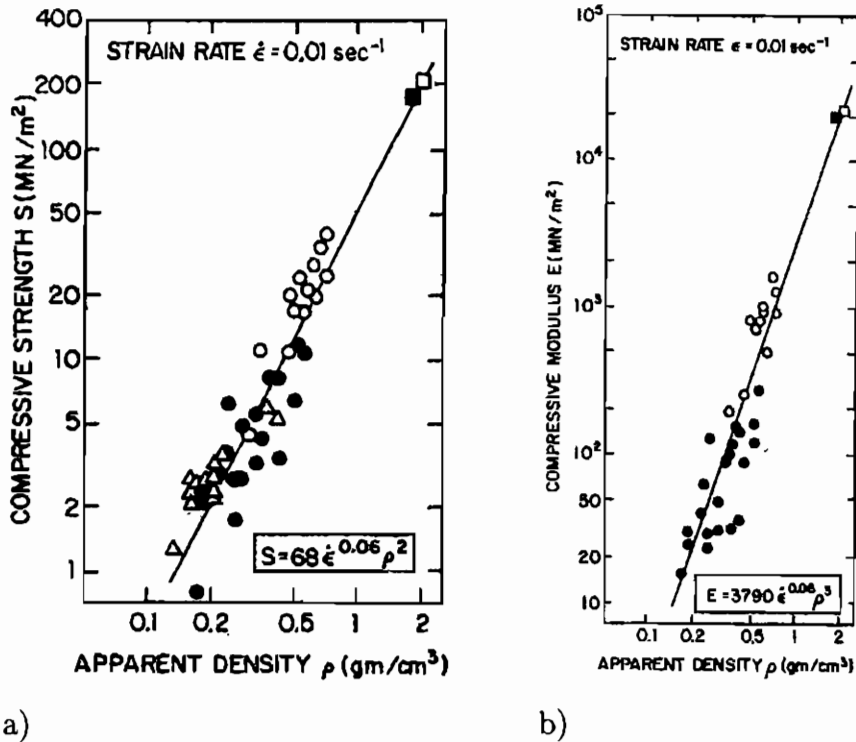 400
200
100
50
20
10
5
2
1
COMPRESSIVE STRENGTH S(MN/m²)
STRAIN RATE ε̇=0.01 sec⁻¹
S=68 ε̇^0.06 ρ²
0.1 0.2 0.5 1 2
APPARENT DENSITY ρ (gm/cm³)
a)
10⁵
10⁴
10³
10²
50
20
10
COMPRESSIVE MODULUS E(MN/m²)
STRAIN RATE ε=0.01 sec⁻¹
E=3790 ε̇^0.06 ρ³
0.1 0.2 0.5 1 2
APPARENT DENSITY ρ (gm/cm³)
b)